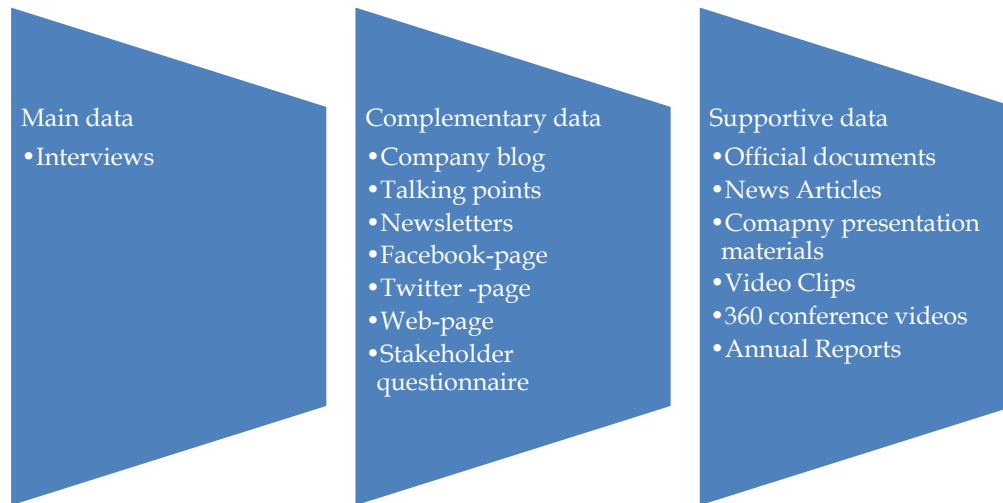 Main data
•Interviews
Complementary data
•Company blog
•Talking points
•Newsletters
•Facebook-page
•Twitter -page
•Web-page
•Stakeholder
questionnaire
Supportive data
•Official documents
•News Articles
•Comapny presentation
materials
•Video Clips
•360 conference videos
•Annual Reports